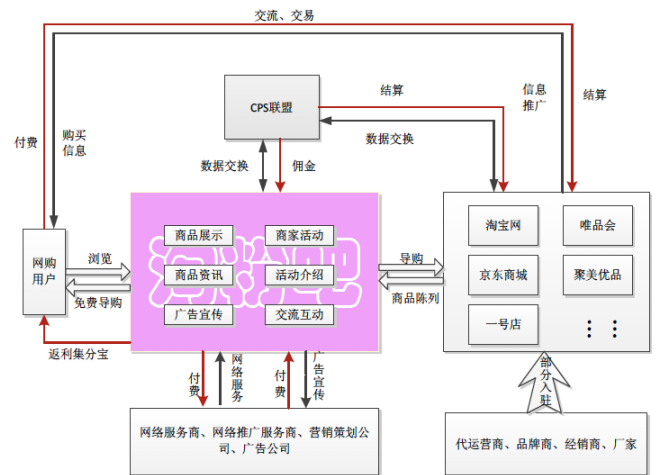 交流、交易
付费
购买
信息
CPS联盟
结算
数据交换
信息
推广
结算
数据交换
佣金
网购
用户
浏览
免费导购
返利集分宝
商品展示
商家活动
商品资讯
活动介绍
广告宣传
交流互动
导购
商品陈列
淘宝网
唯品会
京东商城
聚美优品
一号店
付费
网络服务
付费
广告宣传
部分入驻
网络服务商、网络推广服务商、营销策划公
司、广告公司
代运营商、品牌商、经销商、厂家